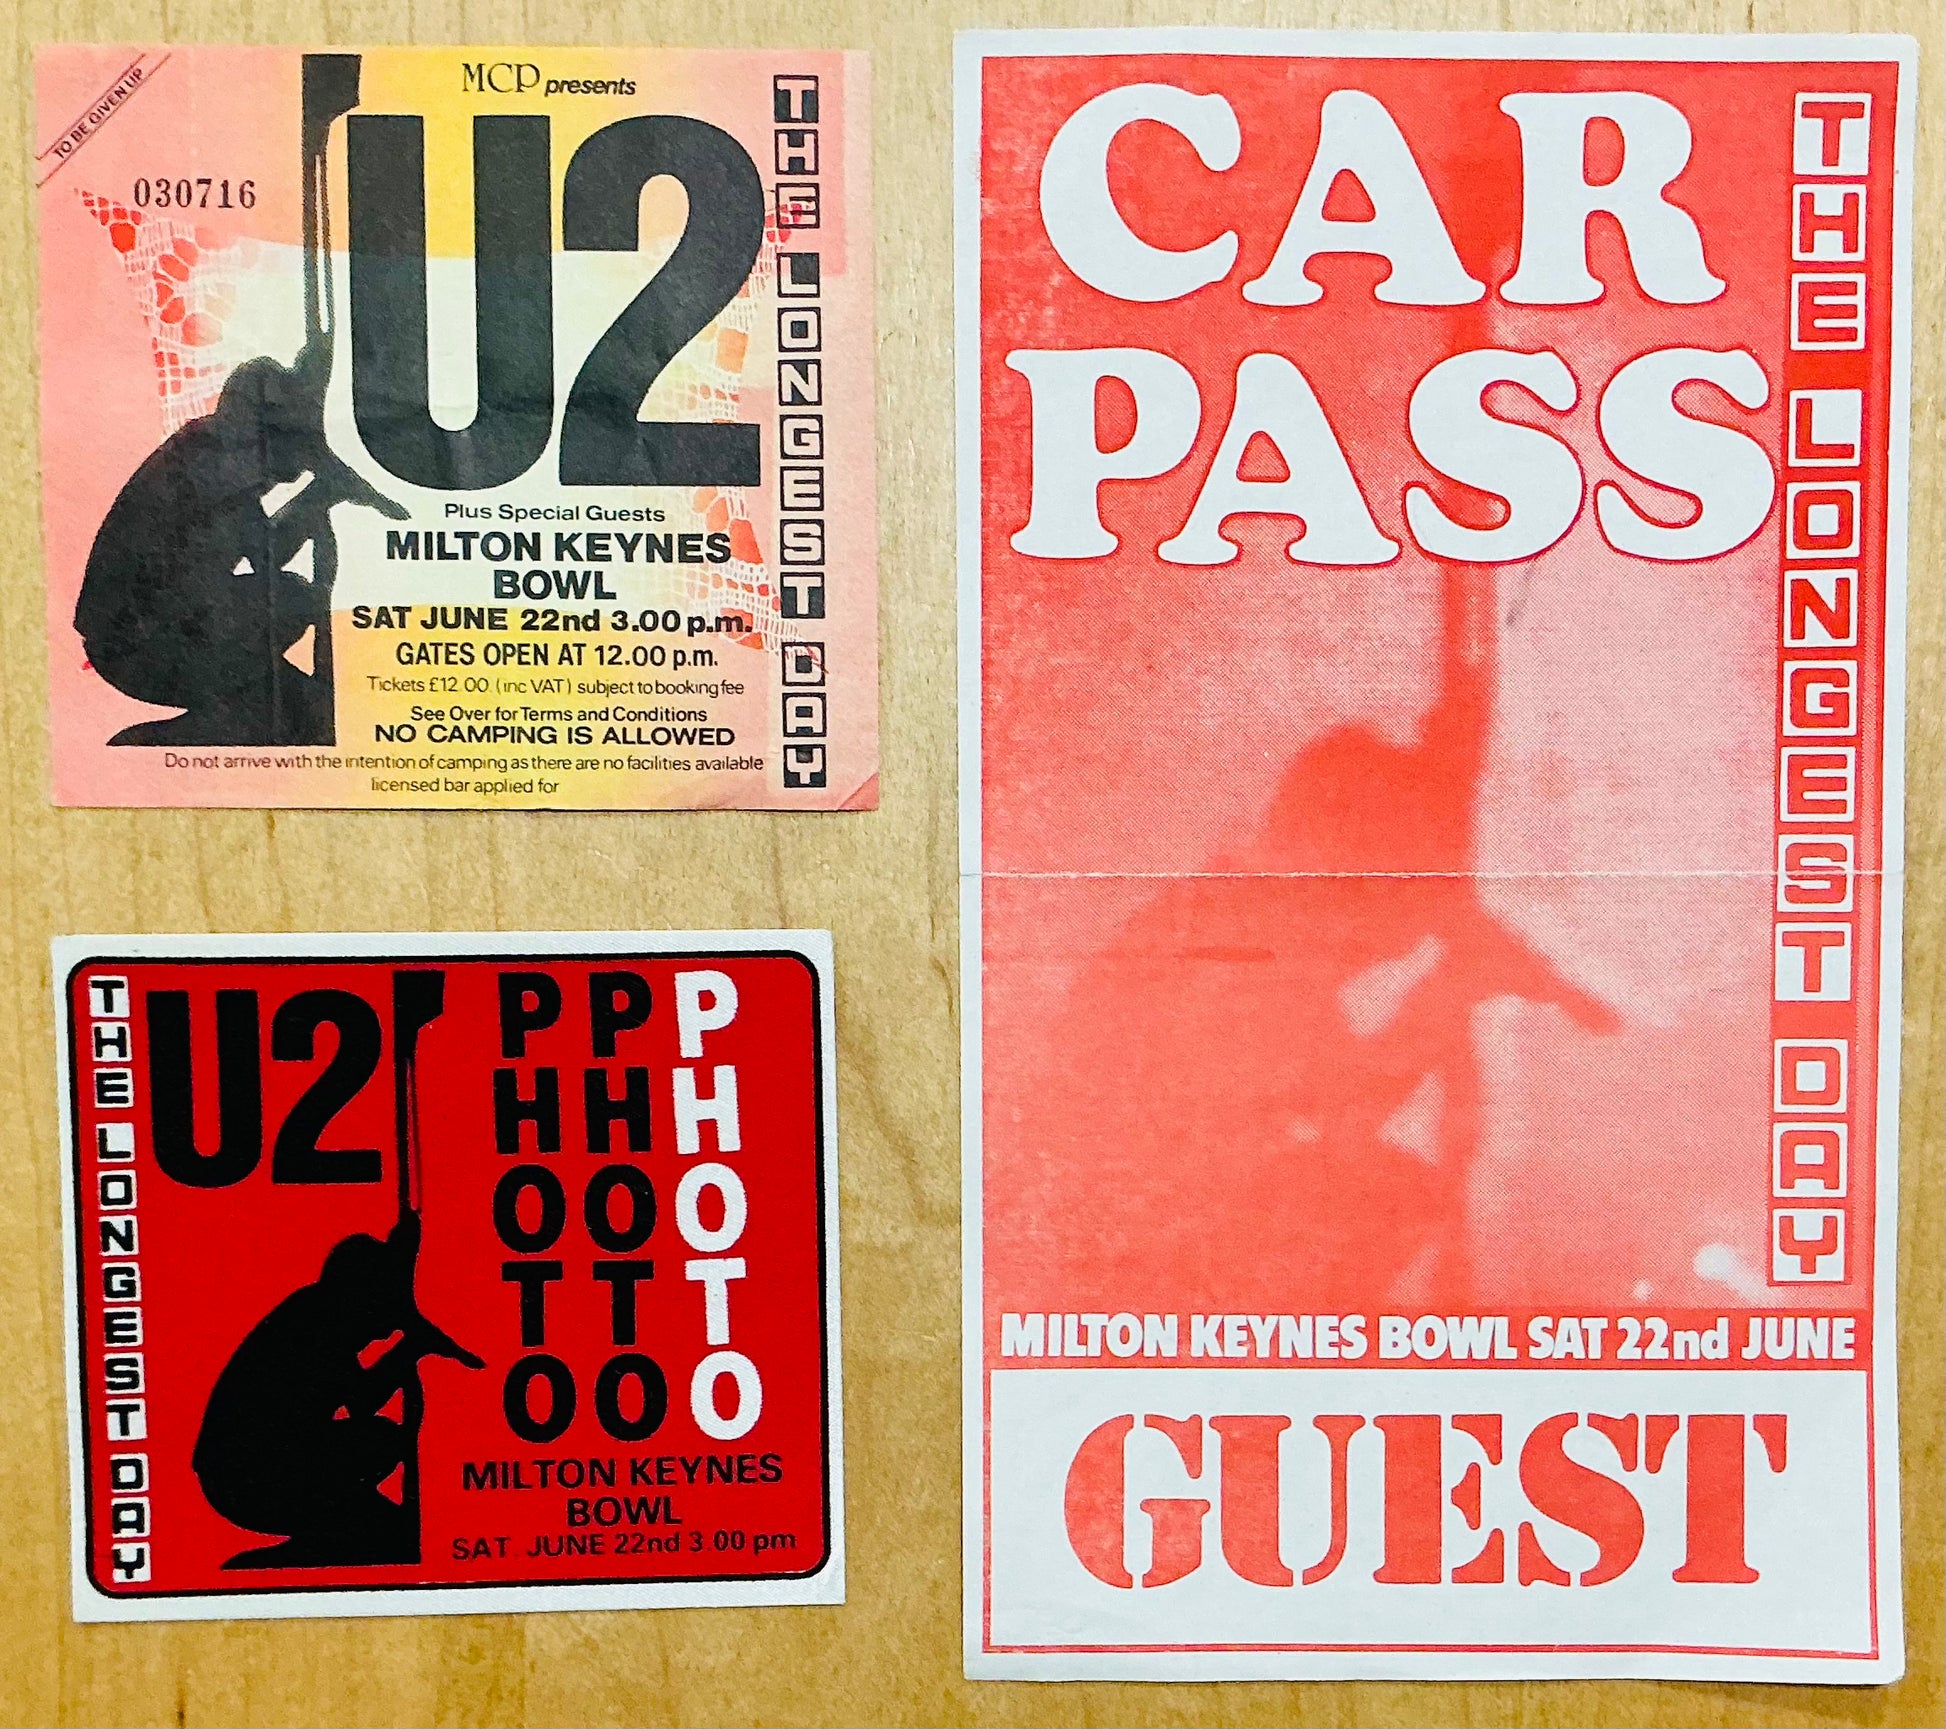 TO BE GIVEN UP
MCP presents
030716
U2
THE LONGEST DAY
Plus Special Guests
MILTON KEYNES
BOWL
SAT JUNE 22nd 3.00 p.m.
GATES OPEN AT 12.00 p.m.
Tickets £12.00. (inc VAT) subject to booking fee
See Over for Terms and Conditions
NO CAMPING IS ALLOWED
Do not arrive with the intention of camping as there are no facilities available
licensed bar applied for
THE LONGEST DAY
U2
PHOTO
PHOTO
PHOTO
MILTON KEYNES
BOWL
SAT JUNE 22nd 3.00 pm
CAR
PASS
THE LONGEST DAY
MILTON KEYNES BOWL SAT 22nd JUNE
GUEST